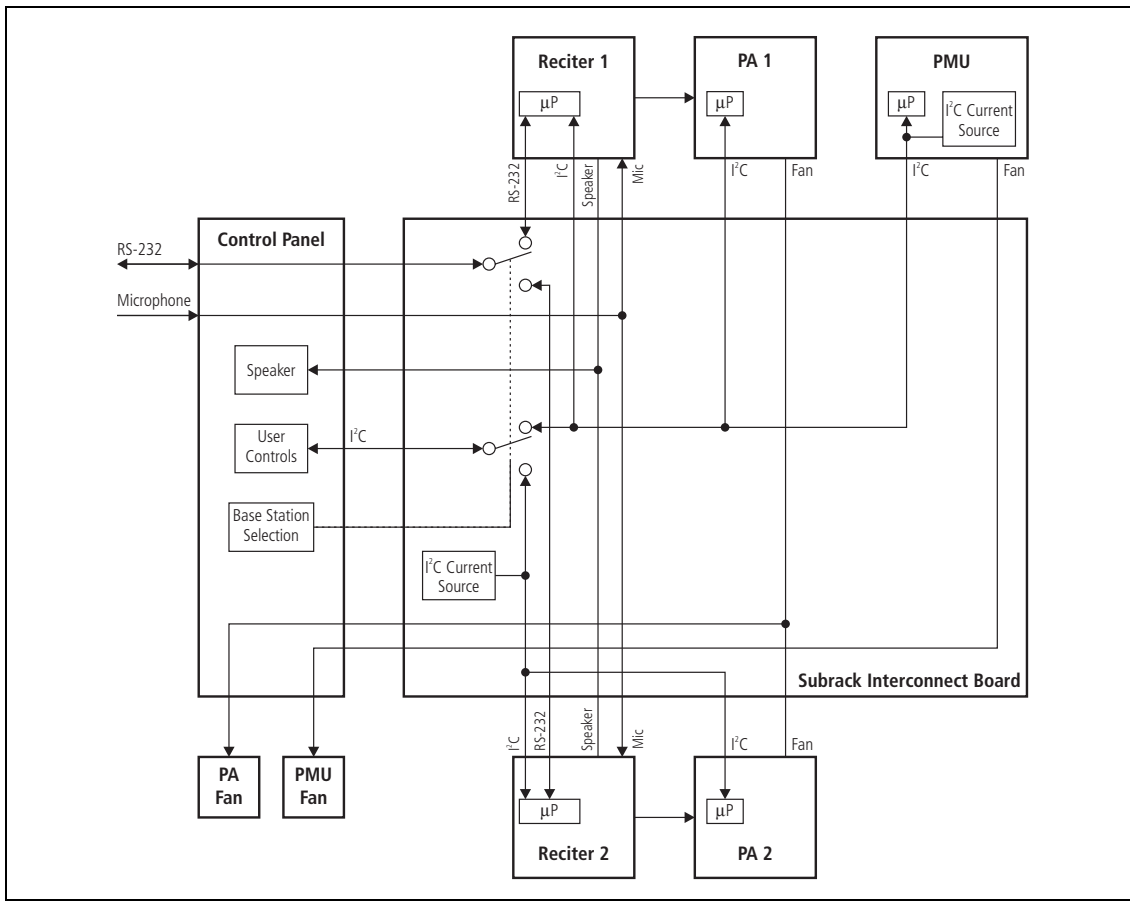 Reciter 1
PA 1
PMU
μP
μP
μP
I²C Current
Source
RS-232
I²C
Speaker
Mic
I²C
Fan
I²C
Fan
Control Panel
RS-232
Microphone
Speaker
User
Controls
I²C
Base Station
Selection
I²C Current
Source
Subrack Interconnect Board
I²C
RS-232
Speaker
Mic
I²C
Fan
PA
Fan
PMU
Fan
μP
μP
Reciter 2
PA 2